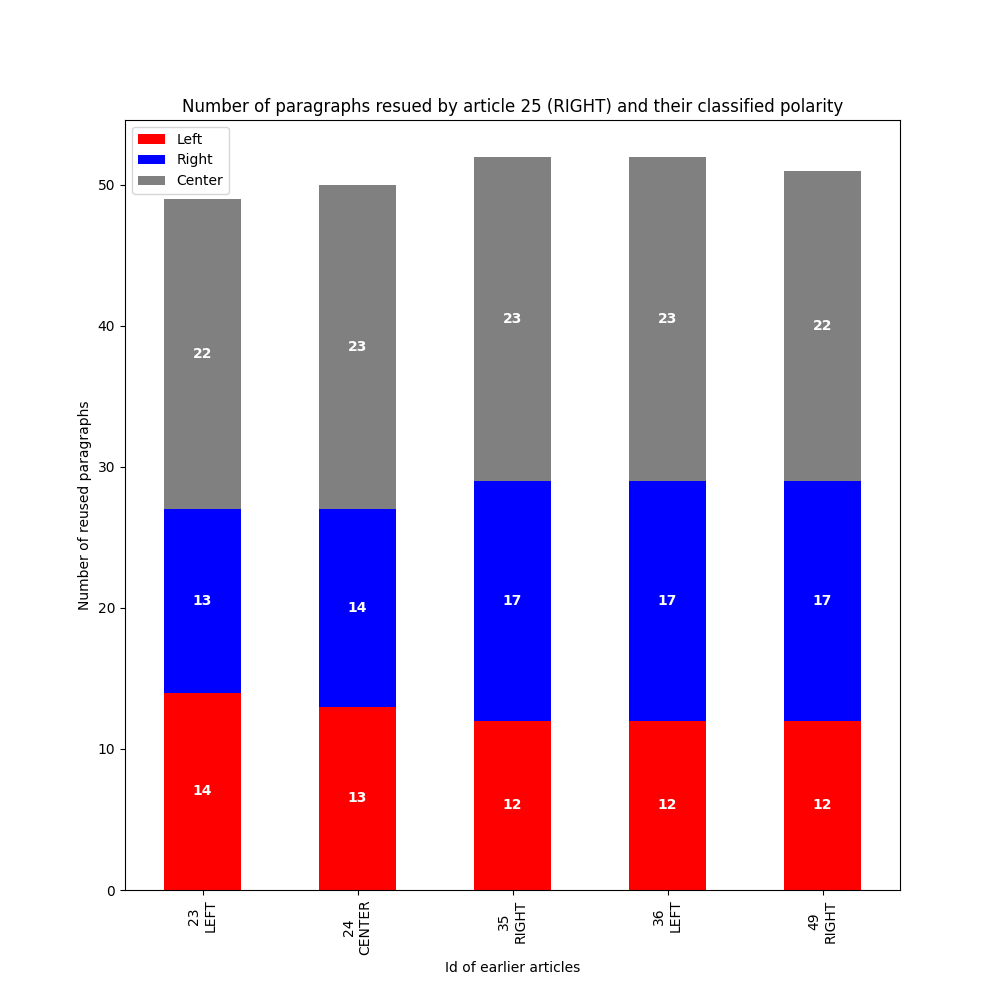 Number of paragraphs resued by article 25 (RIGHT) and their classified polarity
Left
Right
Center
Number of reused paragraphs
50
40
30
20
10
0
22
23
23
23
22
13
14
17
17
17
14
13
12
12
12
23
LEFT
24
CENTER
35
RIGHT
36
LEFT
49
RIGHT
Id of earlier articles